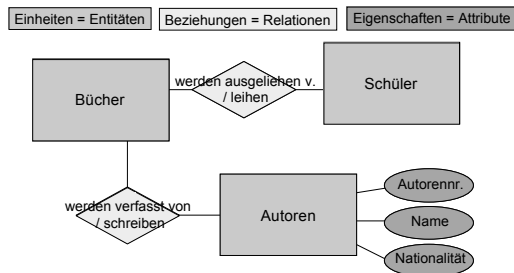 Einheiten = Entitäten
Beziehungen = Relationen
Eigenschaften = Attribute
Bücher
werden ausgeliehen v.
/ leihen
Schüler
werden verfasst von
/ schreiben
Autoren
Autorennr.
Name
Nationalität